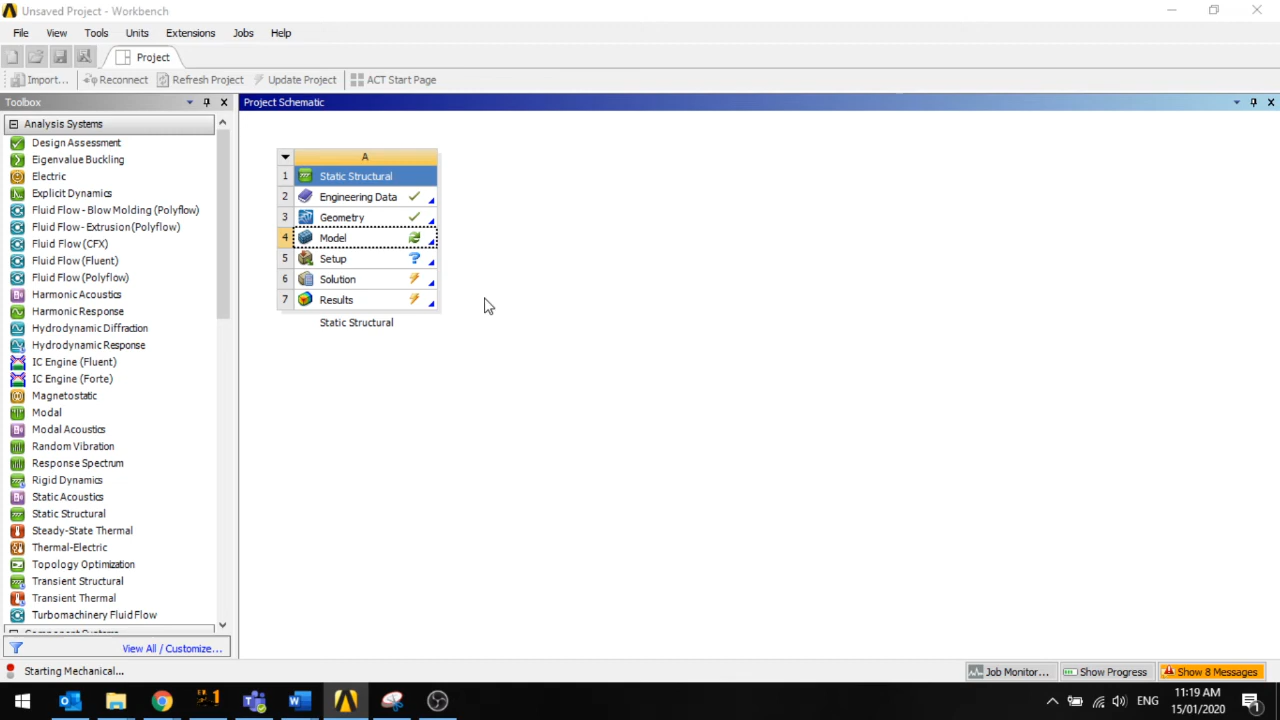 Unsaved Project - Workbench
File View Tools Units Extensions Jobs Help
Project
Import... Reconnect Refresh Project Update Project ACT Start Page
Toolbox
Project Schematic
Analysis Systems
Design Assessment
Eigenvalue Buckling
Electric
Explicit Dynamics
Fluid Flow - Blow Molding (Polyflow)
Fluid Flow- Extrusion(Polyflow)
Fluid Flow (CFX)
Fluid Flow (Fluent)
Fluid Flow (Polyflow)
Harmonic Acoustics
Harmonic Response
Hydrodynamic Diffraction
Hydrodynamic Response
IC Engine (Fluent)
IC Engine (Forte)
Magnetostatic
Modal
Modal Acoustics
Random Vibration
Response Spectrum
Rigid Dynamics
Static Acoustics
Static Structural
Steady-State Thermal
Thermal-Electric
Topology Optimization
Transient Structural
Transient Thermal
Turbomachinery Fluid Flow
Component Systems
View All / Customize...
A
1 Static Structural
2 Engineering Data
3 Geometry
4 Model
5 Setup ?
6 Solution
7 Results
Static Structural
Starting Mechanical...
Job Monitor... Show Progress Show 8 Messages
ENG
11:19 AM
15/01/2020
1